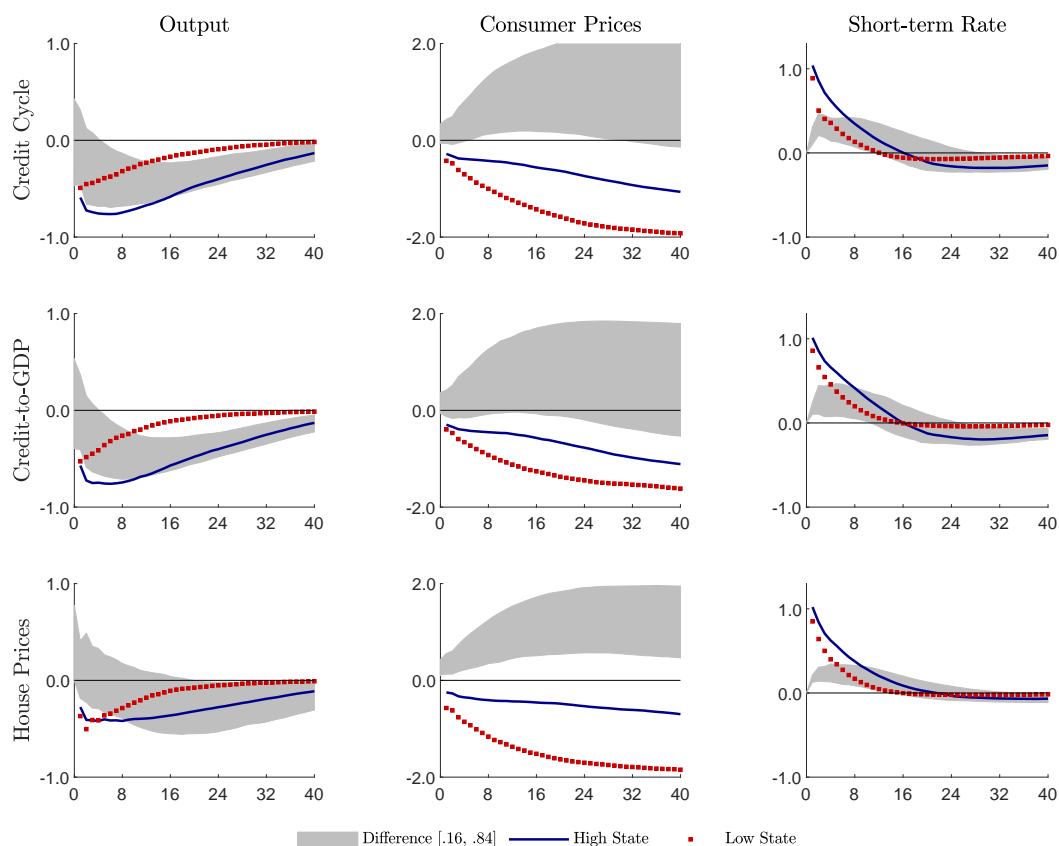 Output
Consumer Prices
Short-term Rate
Credit Cycle
1.0
0.0
-1.0
0 8 16 24 32 40
2.0
0.0
-2.0
0 8 16 24 32 40
1.0
0.0
-1.0
0 8 16 24 32 40
Credit-to-GDP
1.0
0.0
-1.0
0 8 16 24 32 40
2.0
0.0
-2.0
0 8 16 24 32 40
1.0
0.0
-1.0
0 8 16 24 32 40
House Prices
1.0
0.0
-1.0
0 8 16 24 32 40
2.0
0.0
-2.0
0 8 16 24 32 40
1.0
0.0
-1.0
0 8 16 24 32 40
Difference [.16, .84] High State Low State